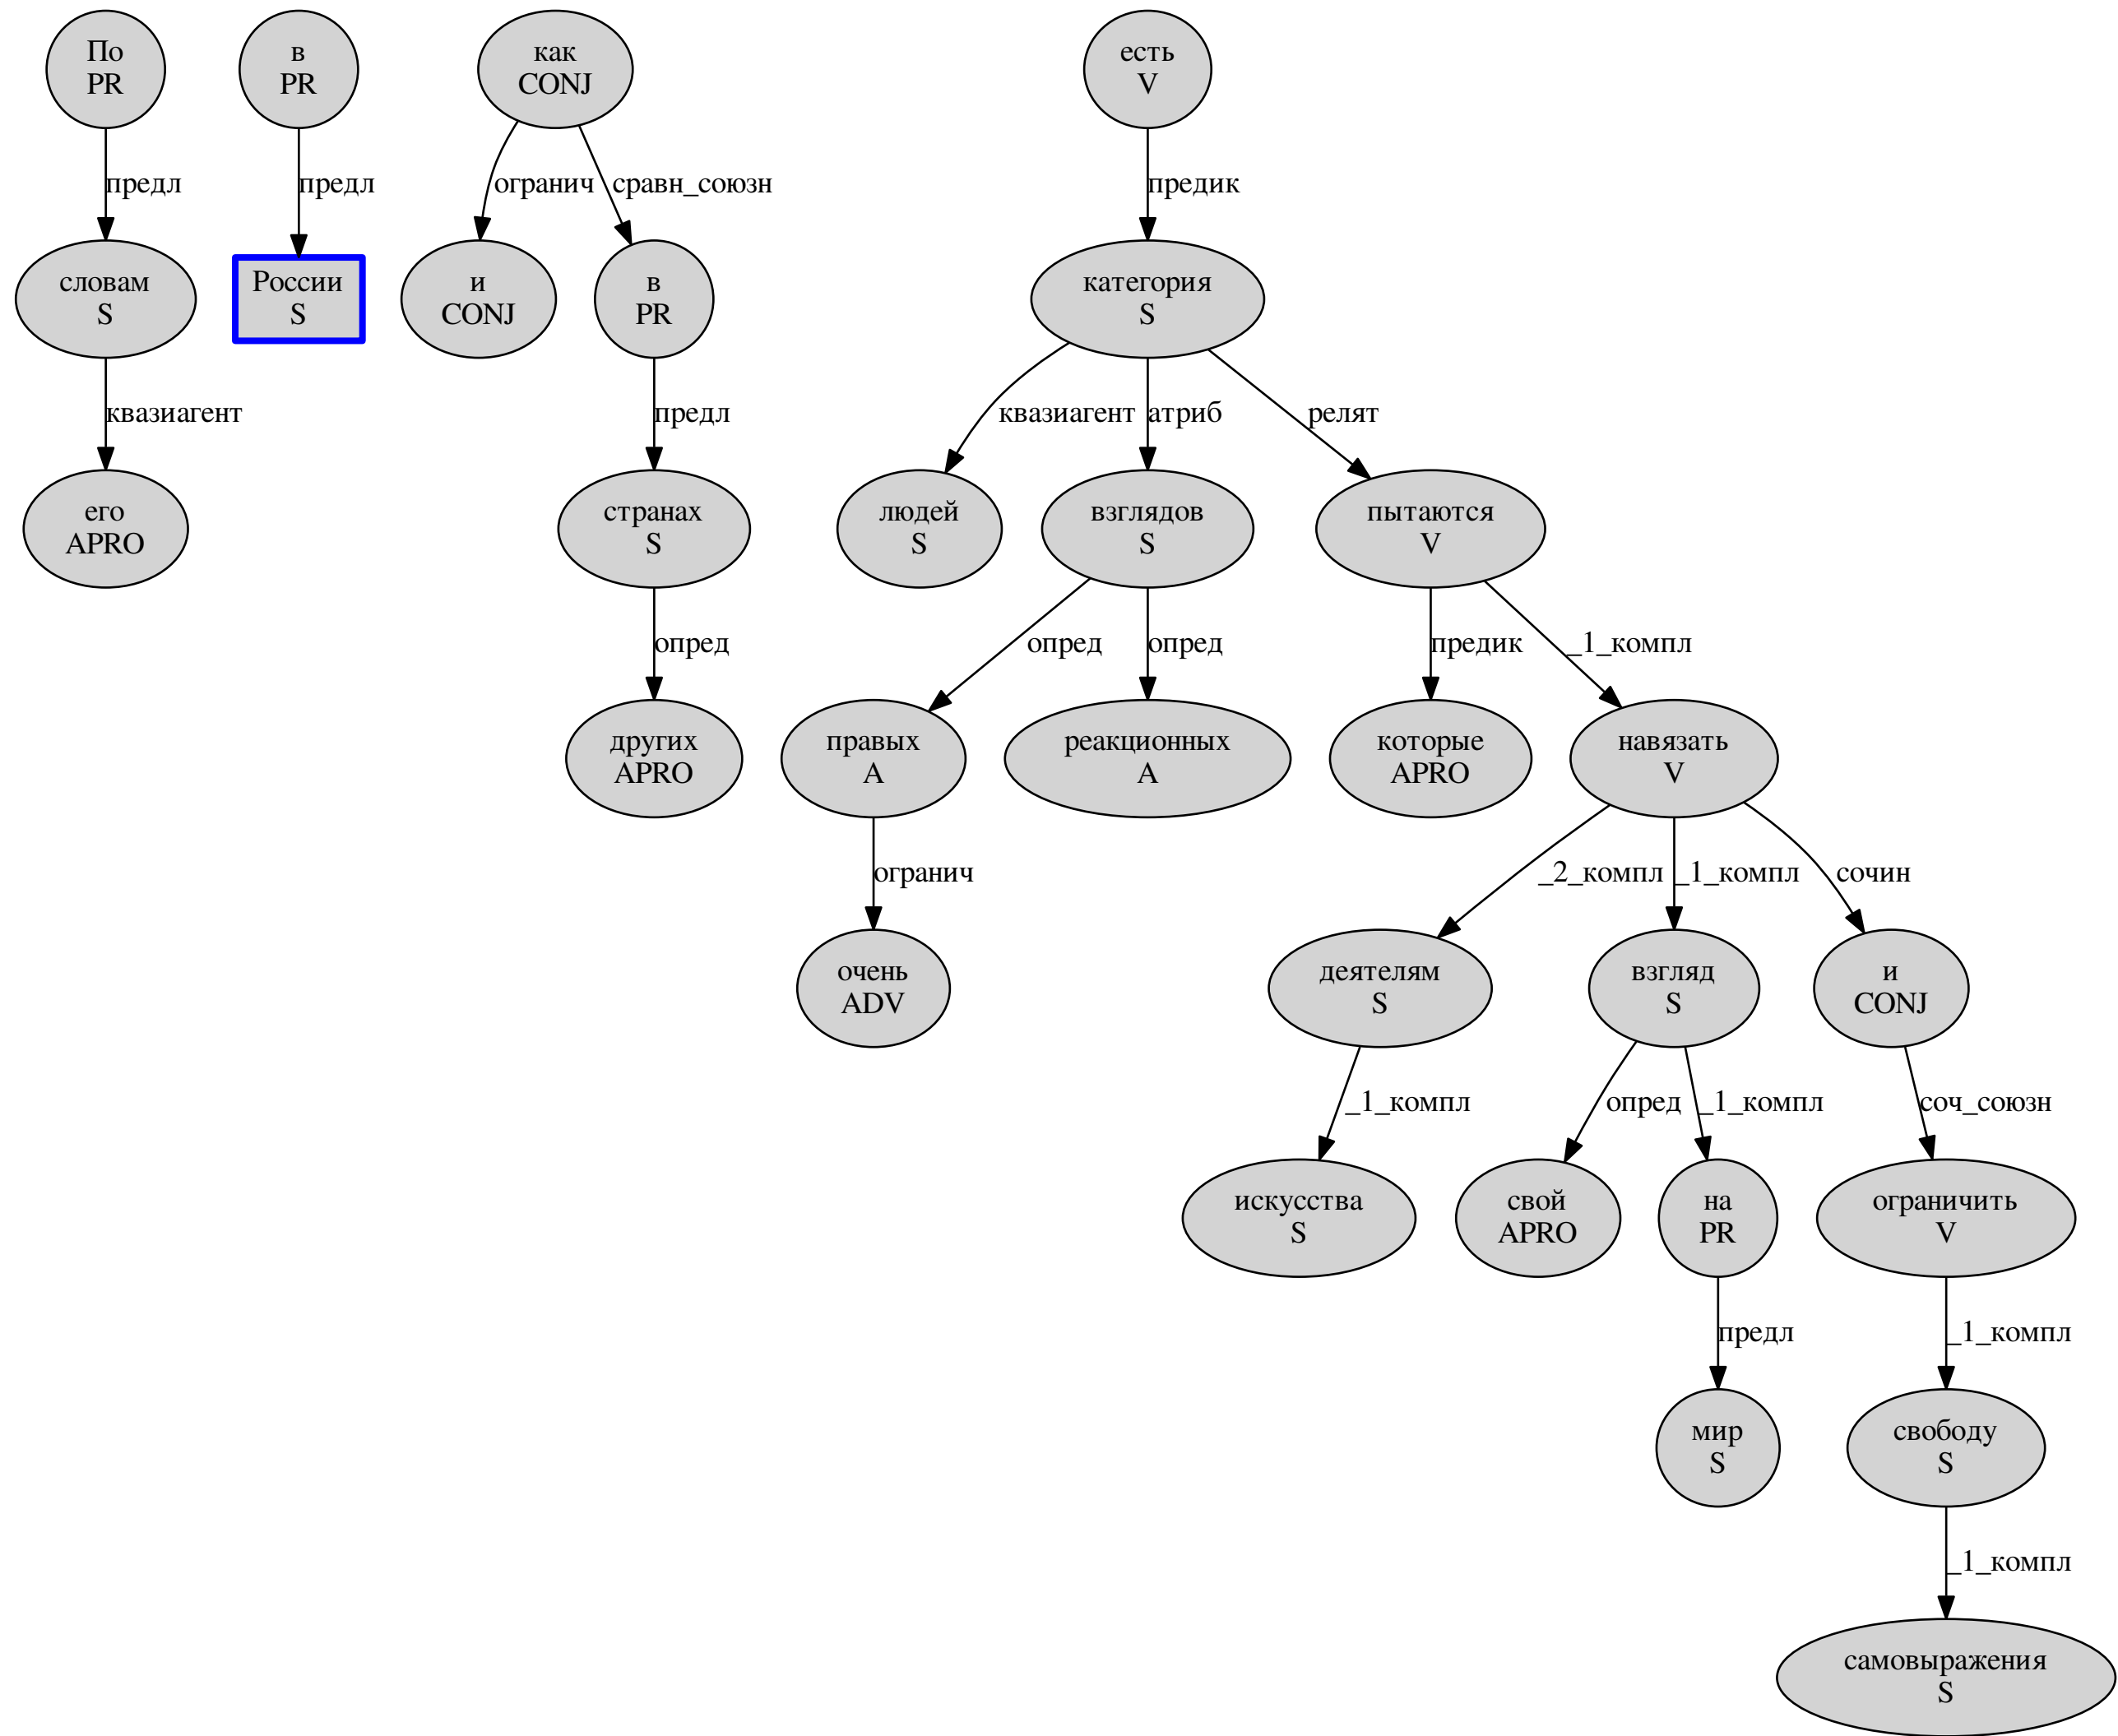 По
PR
в
PR
как
CONJ
есть
V
предл
предл
огранич
сравн_союзн
предик
словам
S
России
S
и
CONJ
в
PR
категория
S
квазиагент
предл
квазиагент
атриб
релят
его
APRO
странах
S
людей
S
взглядов
S
пытаются
V
опред
опред
опред
предик
_1_компл
других
APRO
правых
A
реакционных
A
которые
APRO
навязать
V
огранич
_2_компл
_1_компл
сочин
очень
ADV
деятелям
S
взгляд
S
и
CONJ
_1_компл
опред
_1_компл
соч_союзн
искусства
S
свой
APRO
на
PR
ограничить
V
предл
_1_компл
мир
S
свободу
S
_1_компл
самовыражения
S